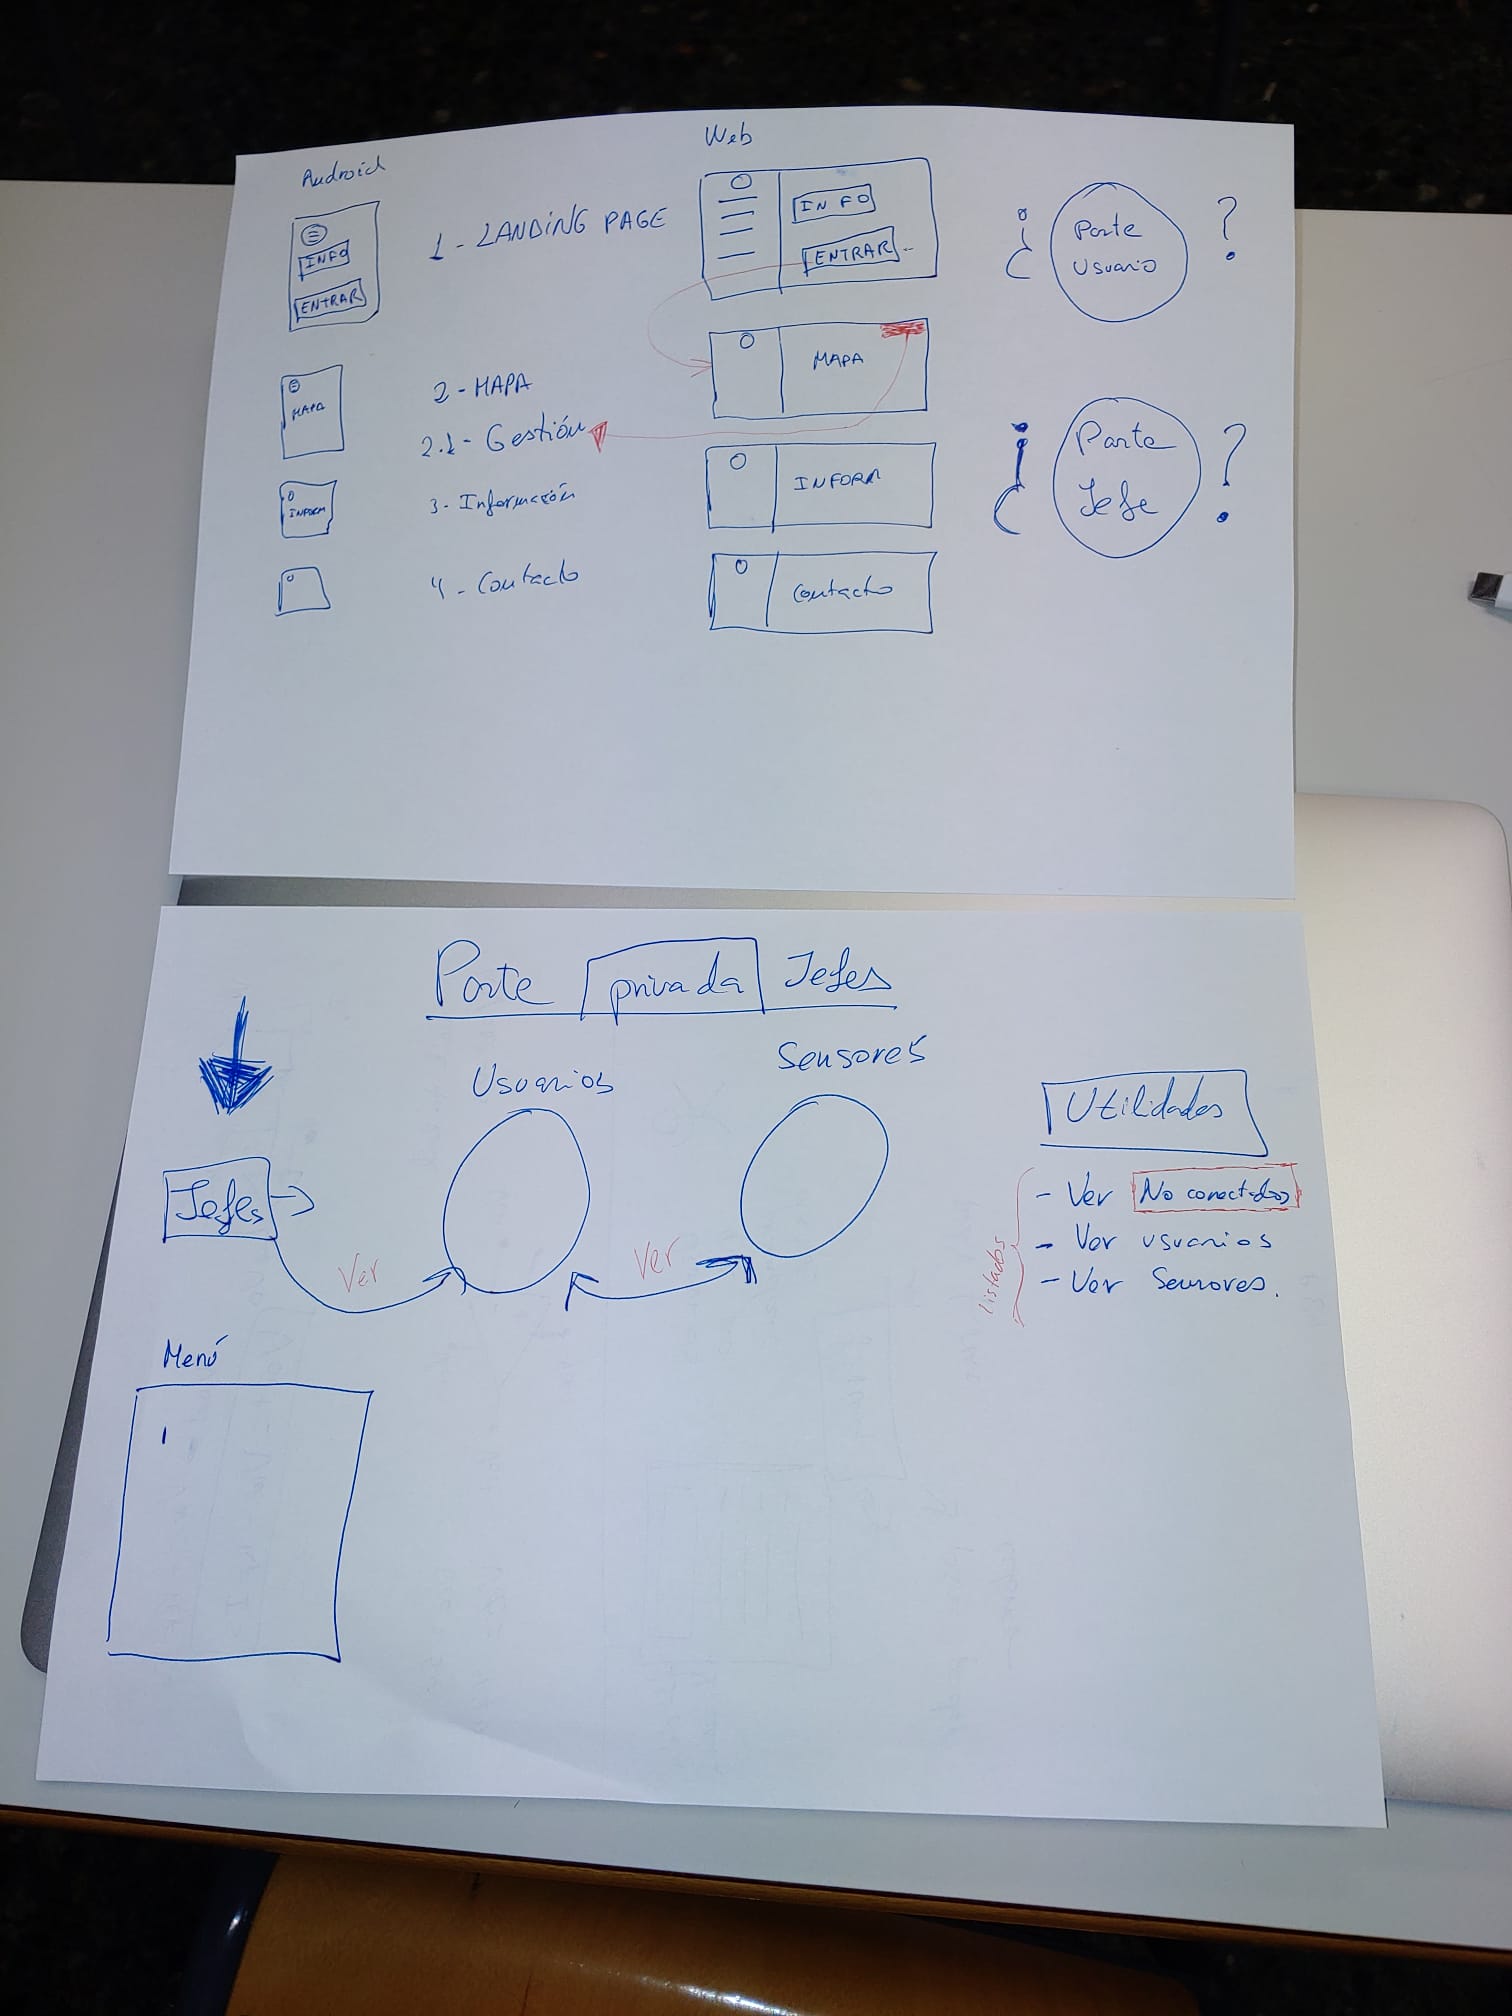 Android
Web
INFO
ENTRAR
1 - LANDING PAGE
INFO
ENTRAR
¿ Parte Usuario ?
MAPA
2 - MAPA
2.1 - Gestión
MAPA
INFORM
3 - Información
INFORM
¿ Parte Jefe ?
4 - Contacto
Contacto
Parte privada Jefes
Usuarios
Sensores
Utilidades
Jefes
Ver
Ver
Listados
- Ver No conectados
- Ver usuarios
- Ver Sensores.
Menú